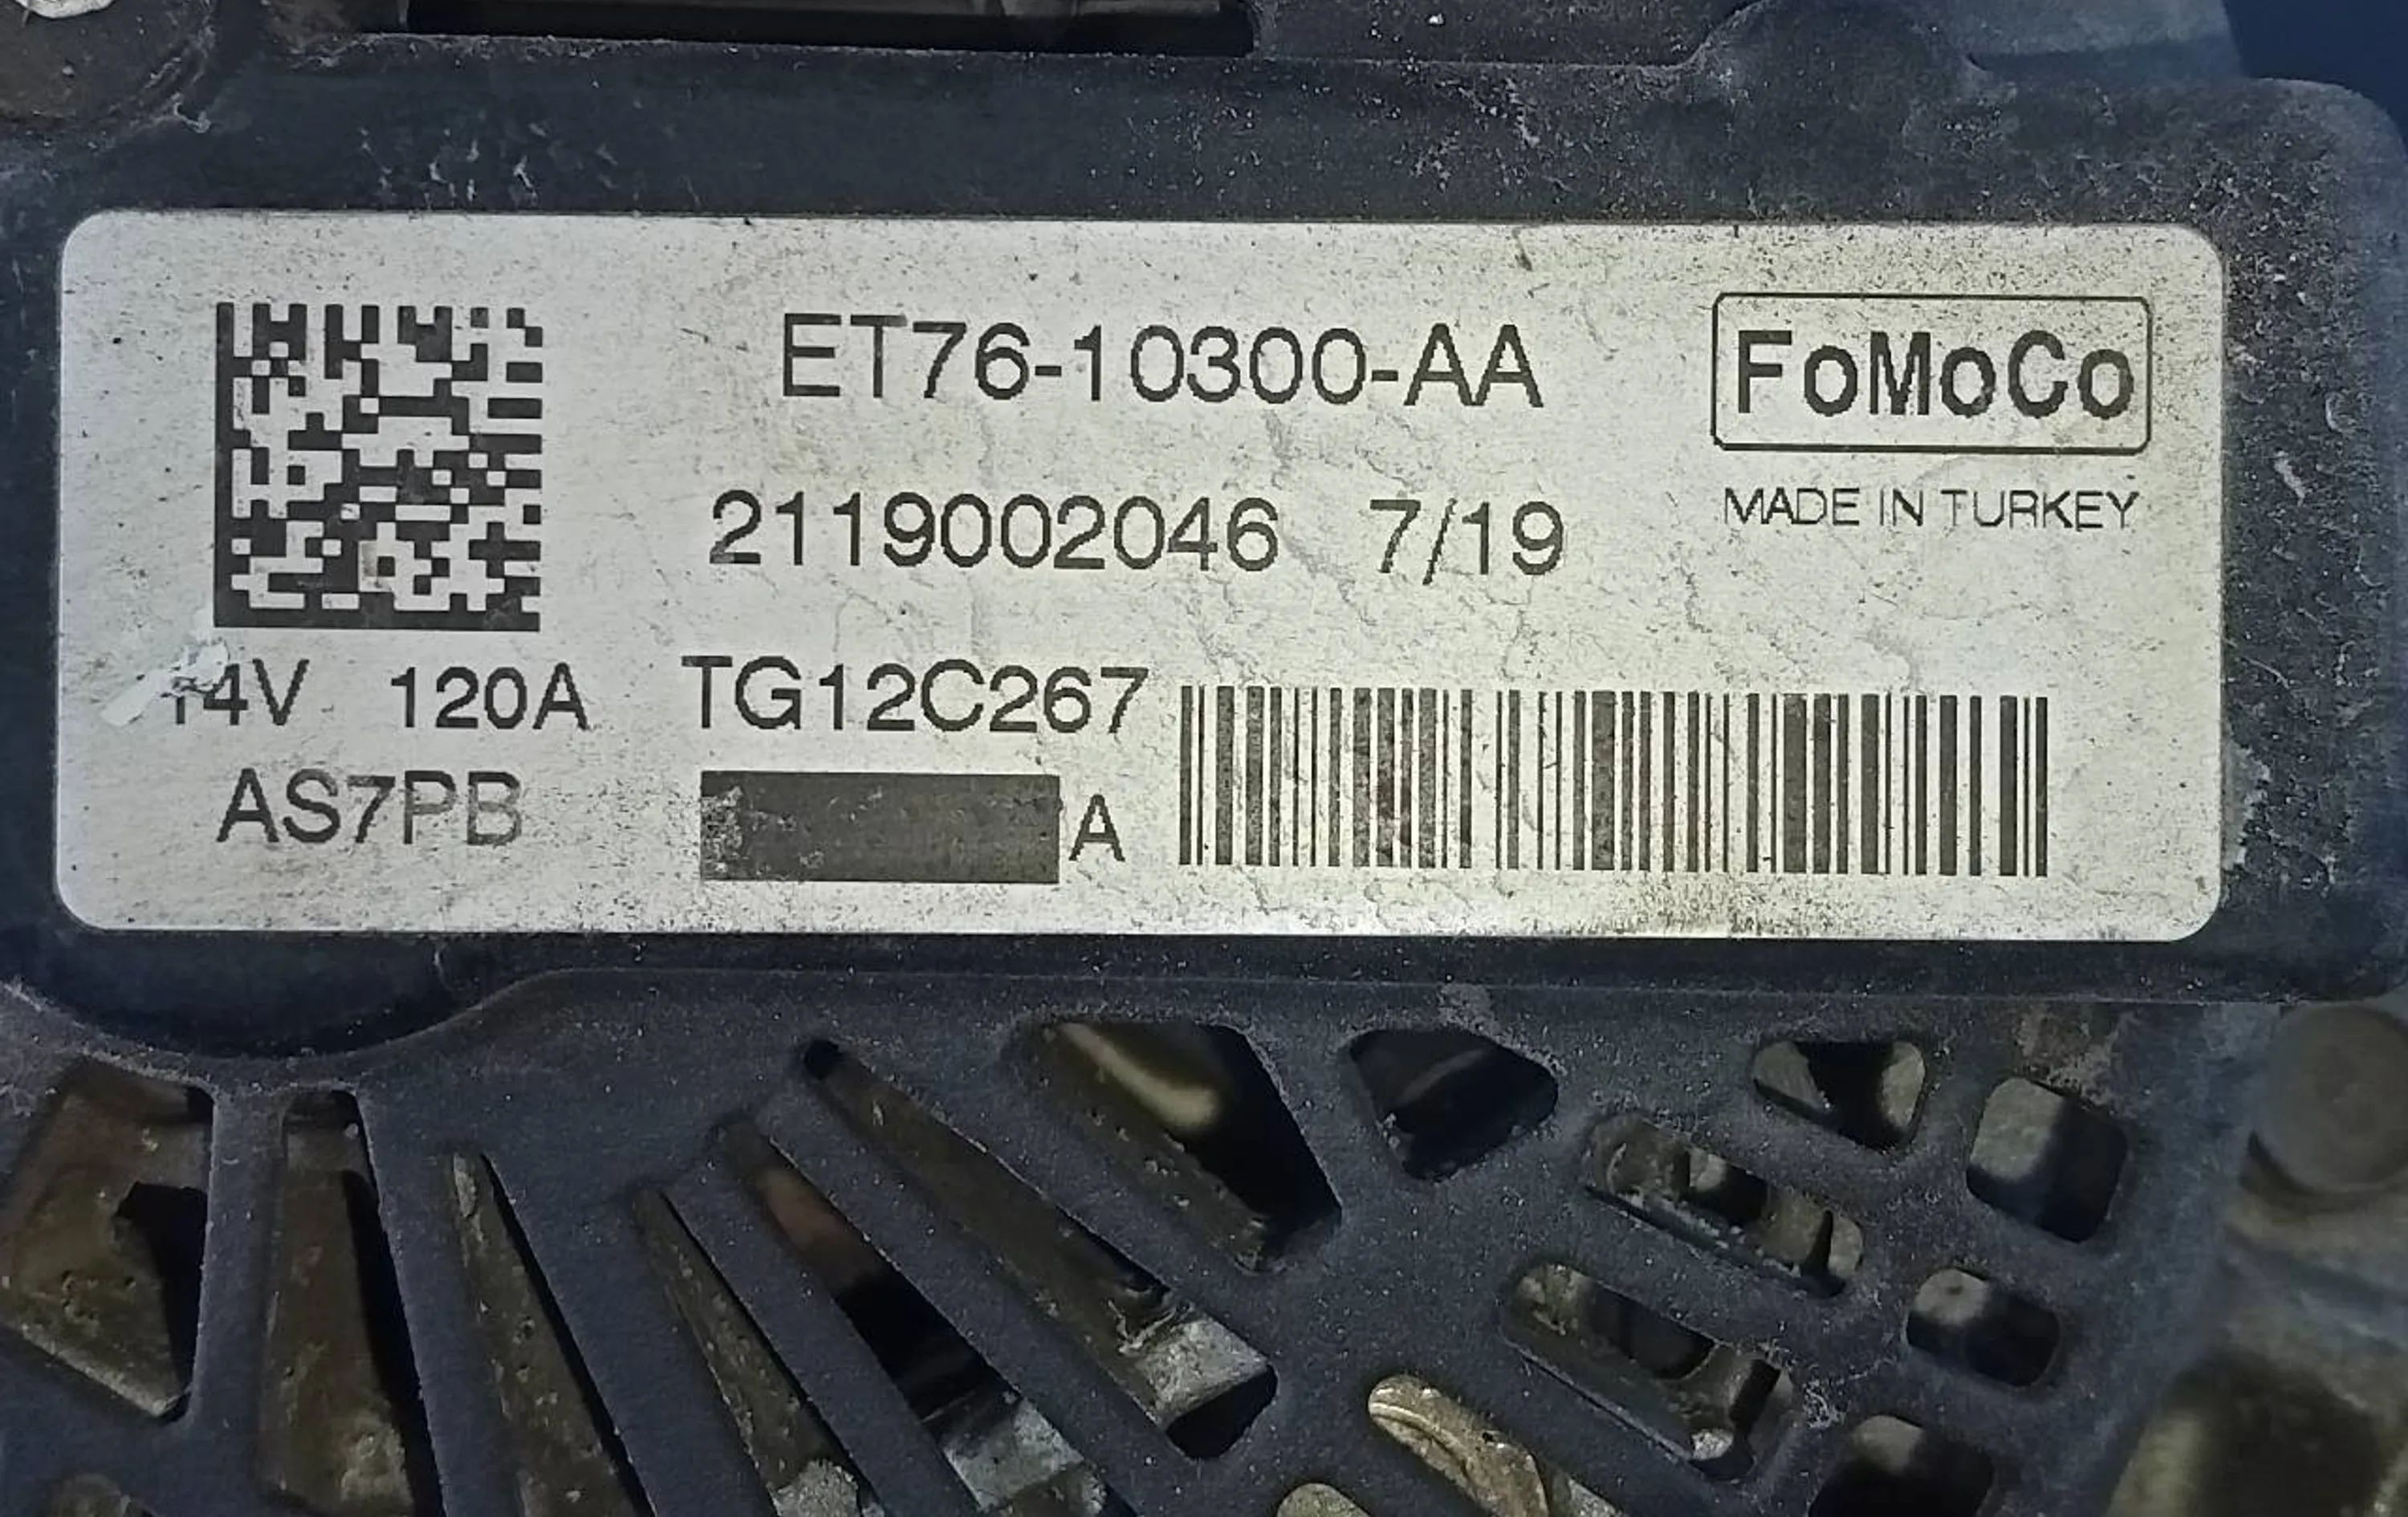 ET76-10300-AA
FoMoCo
2119002046 7/19
MADE IN TURKEY
14V 120A TG12C267
AS7PB
A